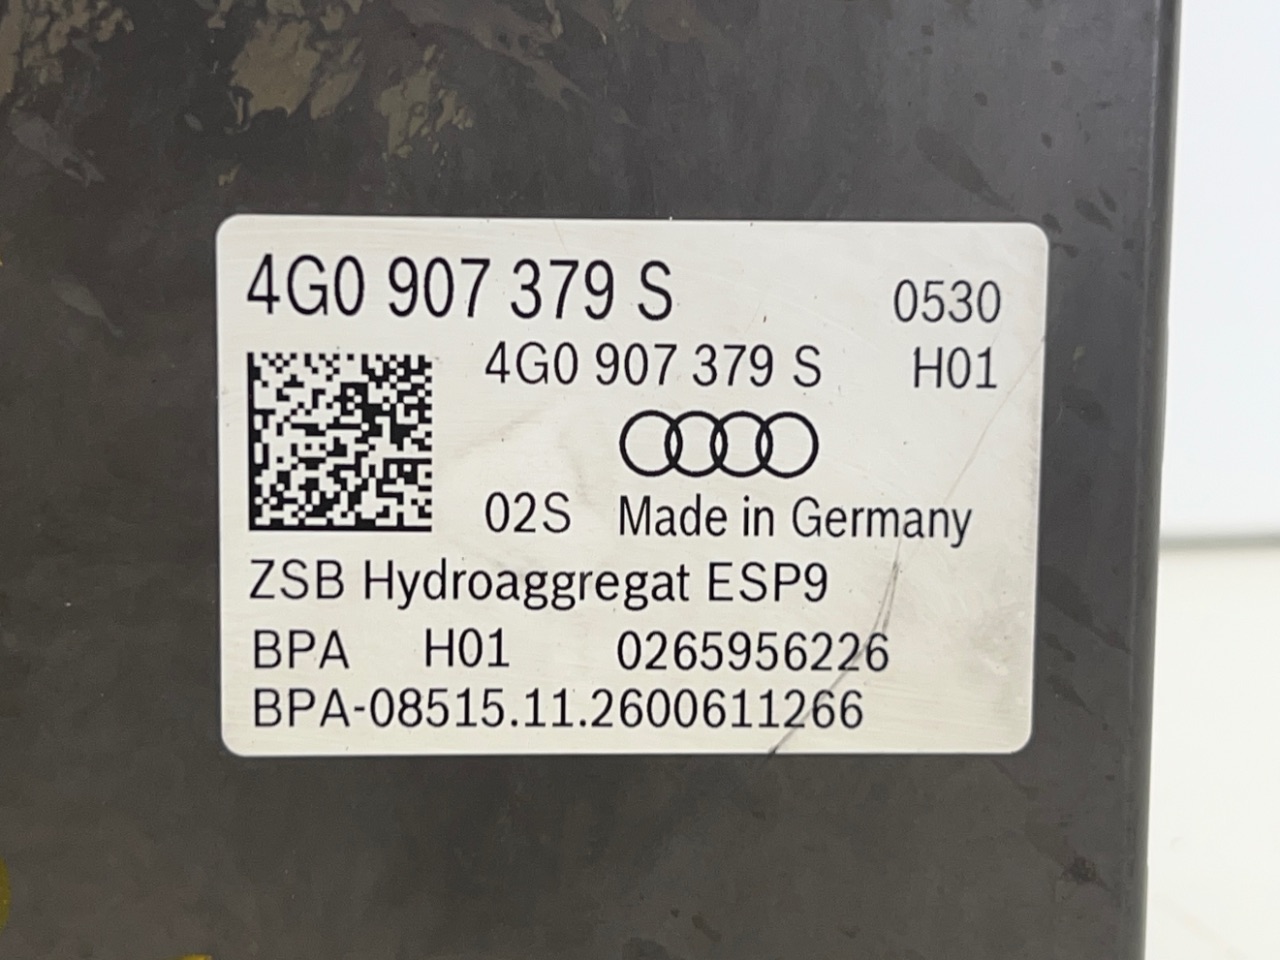 4G0 907 379 S 0530
4G0 907 379 S H01
02S Made in Germany
ZSB Hydroaggregat ESP9
BPA H01 0265956226
BPA-08515.11.2600611266